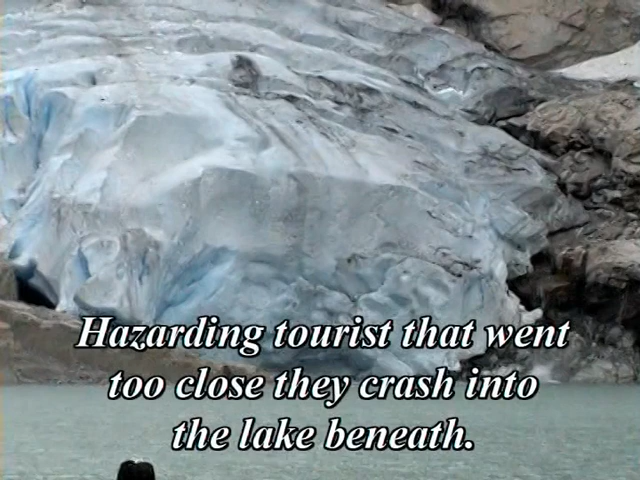 Hazarding tourist that went
too close they crash into
the lake beneath.